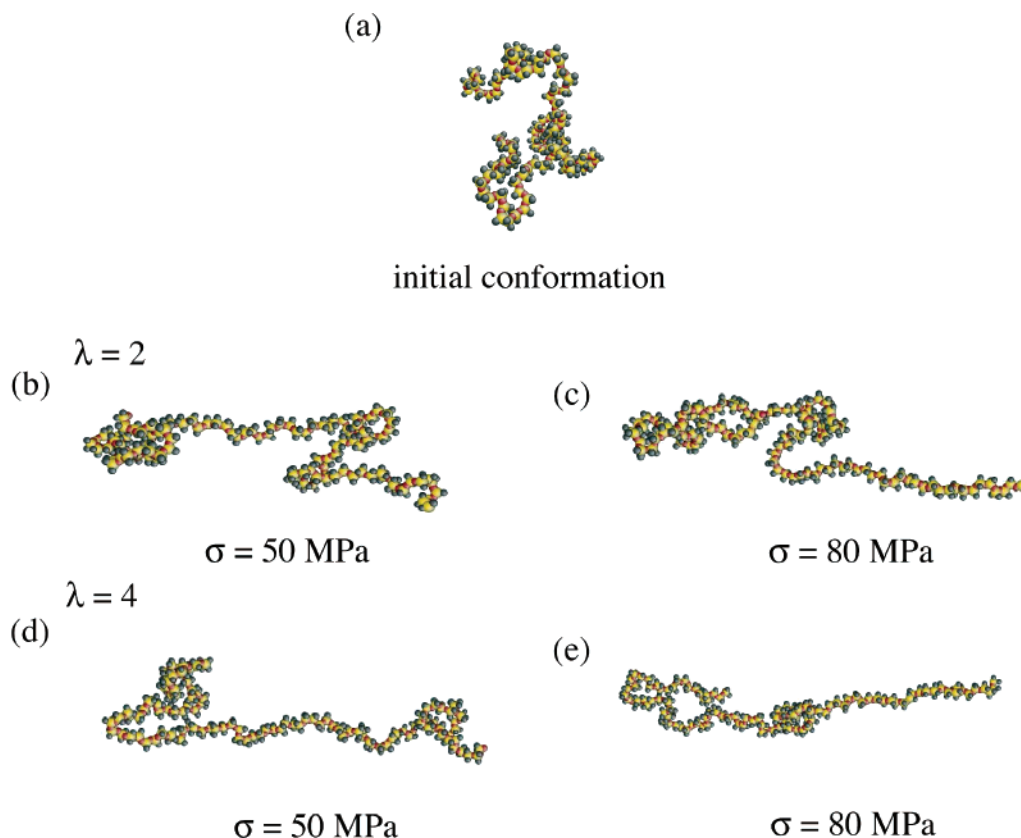 (a)
initial conformation
λ = 2
(b)
(c)
σ = 50 MPa
σ = 80 MPa
λ = 4
(d)
(e)
σ = 50 MPa
σ = 80 MPa